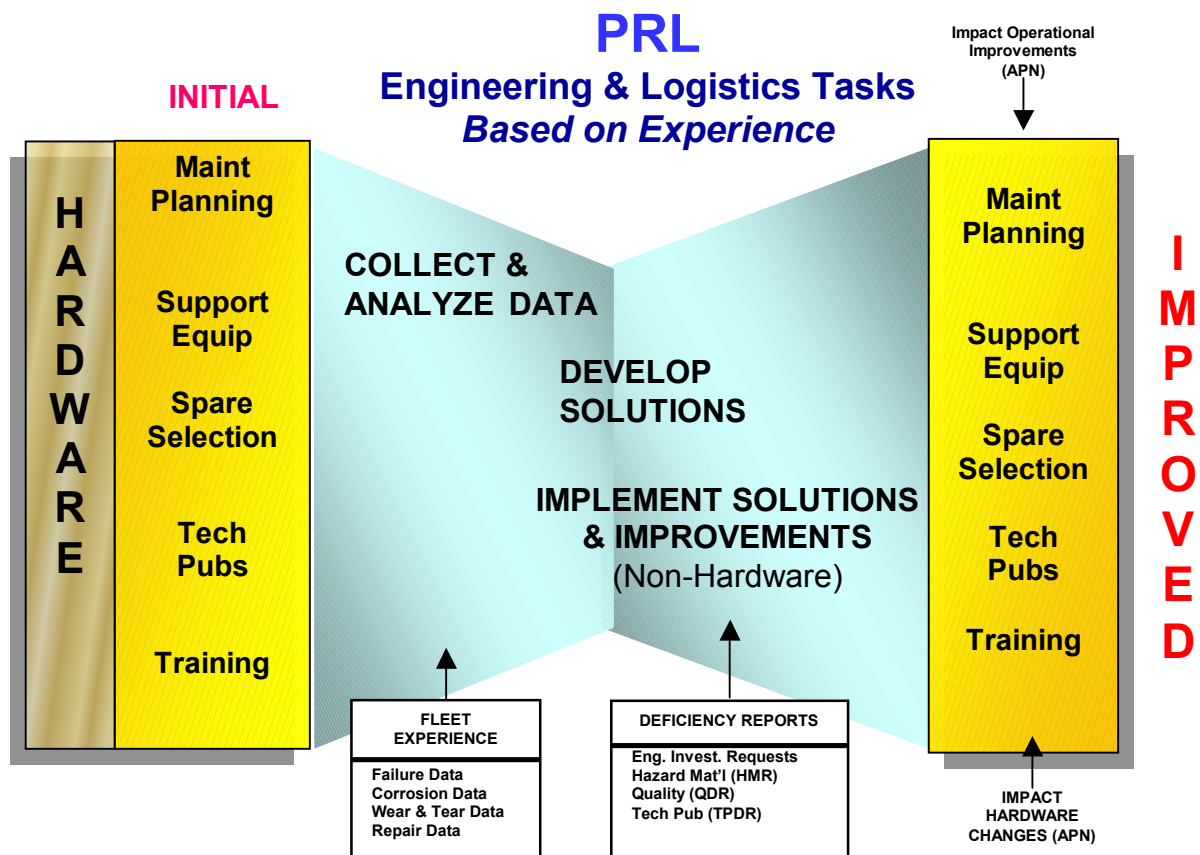 PRL
Engineering & Logistics Tasks
Based on Experience
Impact Operational
Improvements
(APN)
INITIAL
HARDWARE
Maint
Planning
Support
Equip
Spare
Selection
Tech
Pubs
Training
COLLECT &
ANALYZE DATA
DEVELOP
SOLUTIONS
IMPLEMENT SOLUTIONS
& IMPROVEMENTS
(Non-Hardware)
Maint
Planning
Support
Equip
Spare
Selection
Tech
Pubs
Training
IMPROVED
FLEET
EXPERIENCE
Failure Data
Corrosion Data
Wear & Tear Data
Repair Data
DEFICIENCY REPORTS
Eng. Invest. Requests
Hazard Mat'l (HMR)
Quality (QDR)
Tech Pub (TPDR)
IMPACT
HARDWARE
CHANGES (APN)